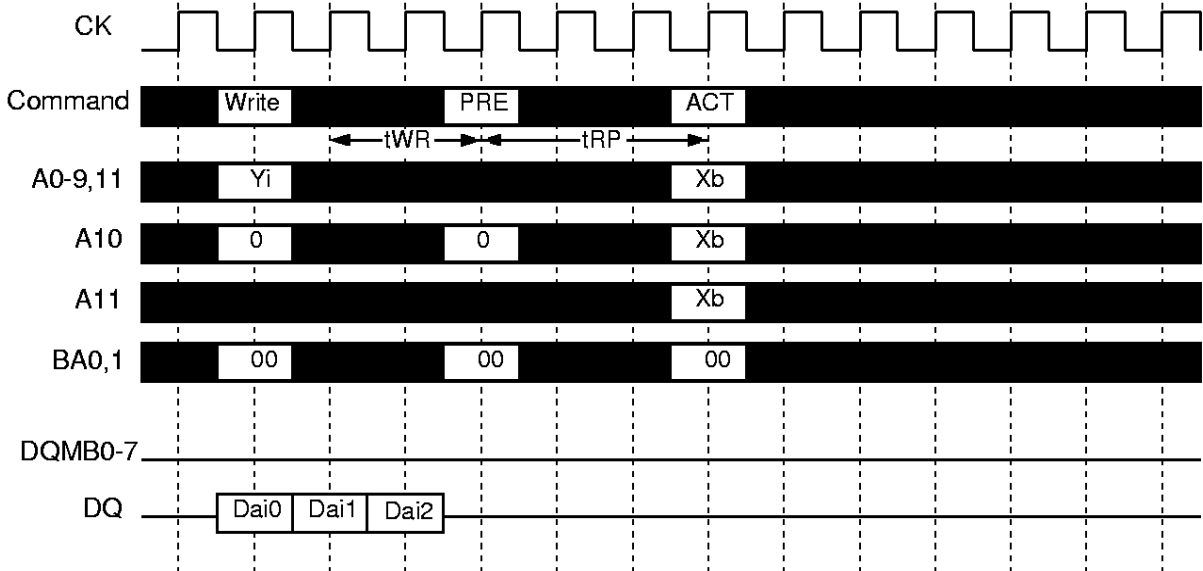 CK
Command Write PRE ACT
tWR tRP
A0-9,11 Yi Xb
A10 0 0 Xb
A11 Xb
BA0,1 00 00 00
DQMB0-7
DQ Dai0 Dai1 Dai2